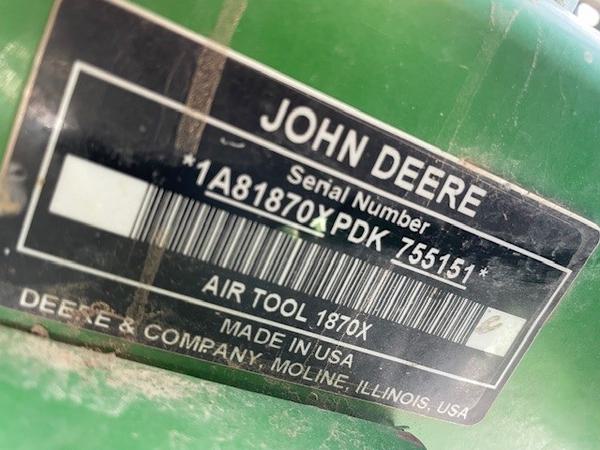 JOHN DEERE
Serial Number
*1A81870XPDK 755151*
AIR TOOL 1870X
MADE IN USA
DEERE & COMPANY, MOLINE, ILLINOIS, USA